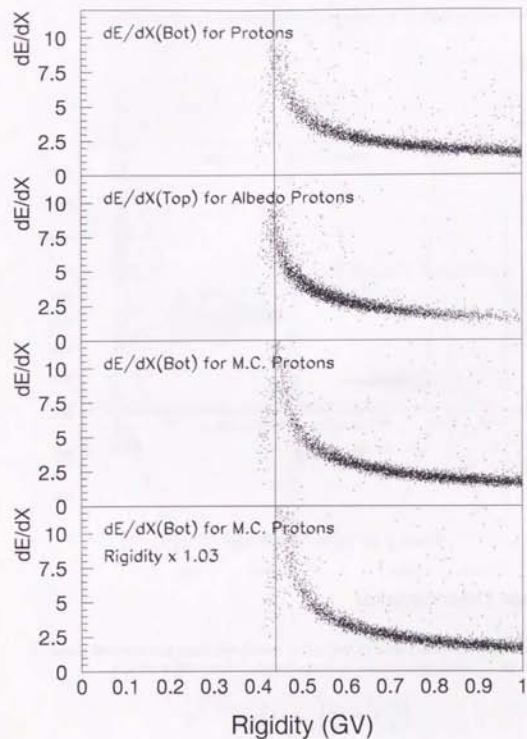 dE/dX
10
7.5
5
2.5
0
dE/dX(Bot) for Protons
dE/dX
10
7.5
5
2.5
0
dE/dX(Top) for Albedo Protons
dE/dX
10
7.5
5
2.5
0
dE/dX(Bot) for M.C. Protons
dE/dX
10
7.5
5
2.5
0
dE/dX(Bot) for M.C. Protons
Rigidity x 1.03
0 0.1 0.2 0.3 0.4 0.5 0.6 0.7 0.8 0.9 1
Rigidity (GV)